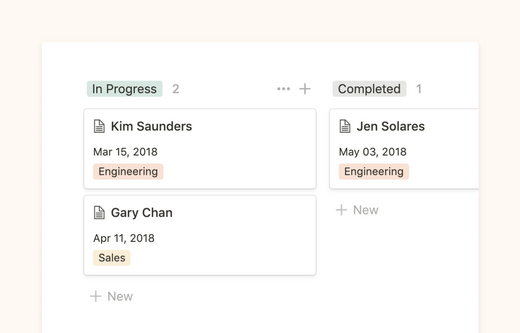 In Progress 2 ••• +
Kim Saunders
Mar 15, 2018
Engineering
Gary Chan
Apr 11, 2018
Sales
+ New
Completed 1
Jen Solares
May 03, 2018
Engineering
+ New